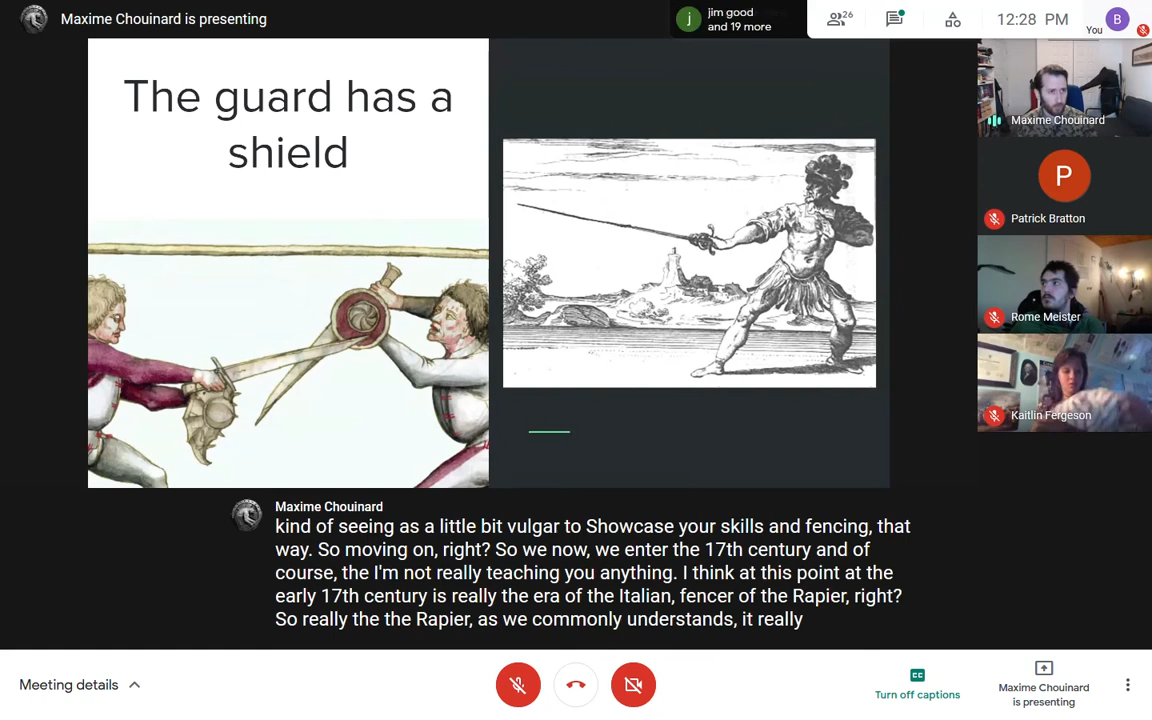 Maxime Chouinard is presenting
j
jim good
and 19 more
26
12:28 PM
You
B
The guard has a
shield
Maxime Chouinard
P
Patrick Bratton
Rome Meister
Kaitlin Fergeson
Maxime Chouinard
kind of seeing as a little bit vulgar to Showcase your skills and fencing, that
way. So moving on, right? So we now, we enter the 17th century and of
course, the I'm not really teaching you anything. I think at this point at the
early 17th century is really the era of the Italian, fencer of the Rapier, right?
So really the the Rapier, as we commonly understands, it really
Meeting details
CC
Turn off captions
Maxime Chouinard
is presenting